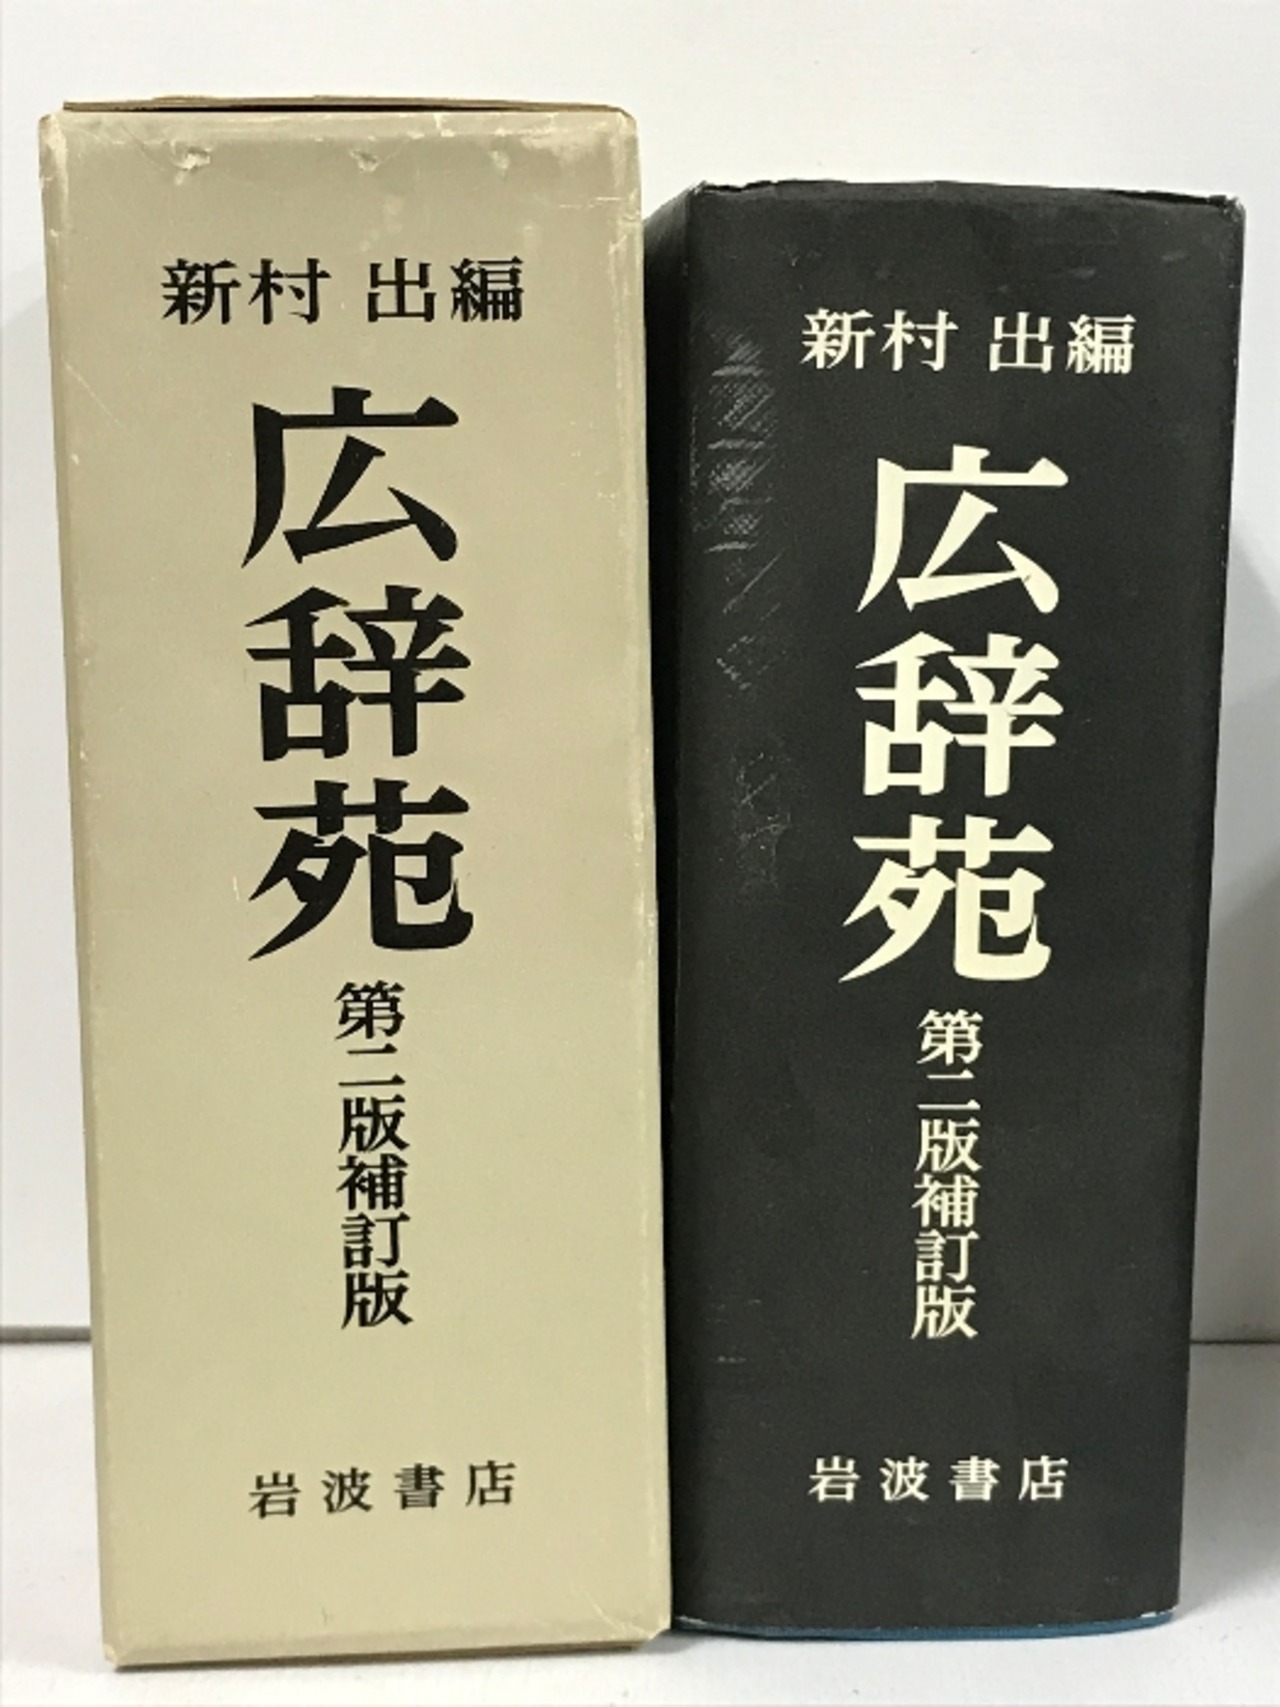 新村 出編
広辞苑
第二版補訂版
岩波書店
新村 出編
広辞苑
第二版補訂版
岩波書店